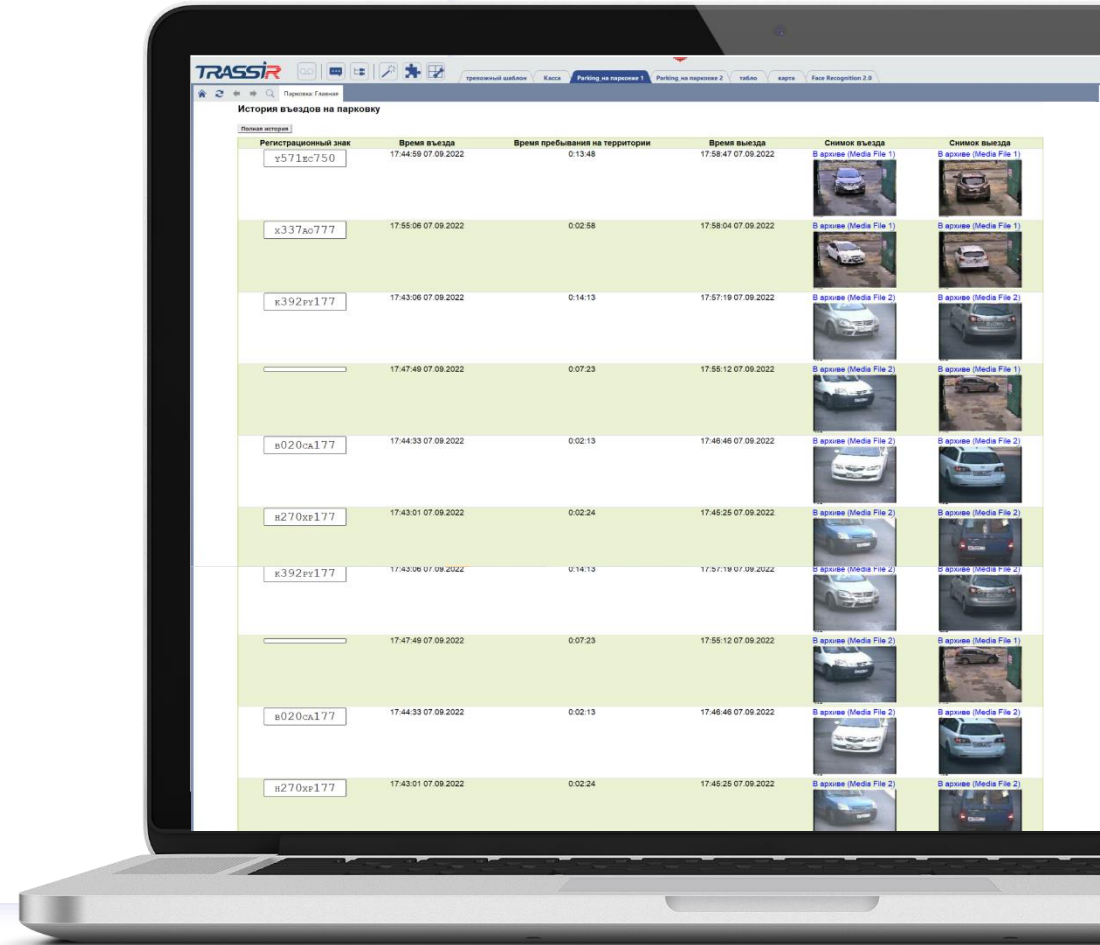 TRASSIR
тревожный шаблон Касса Parking_на парковке 1 Parking_на парковке 2 табло карта Face Recognition 2.0
Парковка: Главная
История въездов на парковку
Полная история
Регистрационный знак Время въезда Время пребывания на территории Время выезда Снимок въезда Снимок выезда
У571ЕС750 17:44:59 07.09.2022 0:13:48 17:58:47 07.09.2022 В архиве (Media File 1) В архиве (Media File 1)
Х337АО777 17:55:06 07.09.2022 0:02:58 17:58:04 07.09.2022 В архиве (Media File 1) В архиве (Media File 1)
К392РУ177 17:43:06 07.09.2022 0:14:13 17:57:19 07.09.2022 В архиве (Media File 2) В архиве (Media File 2)
17:47:49 07.09.2022 0:07:23 17:55:12 07.09.2022 В архиве (Media File 2) В архиве (Media File 1)
В020СА177 17:44:33 07.09.2022 0:02:13 17:46:46 07.09.2022 В архиве (Media File 2) В архиве (Media File 2)
Н270ХР177 17:43:01 07.09.2022 0:02:24 17:45:25 07.09.2022 В архиве (Media File 2) В архиве (Media File 2)
К392РУ177 17:43:06 07.09.2022 0:14:13 17:57:19 07.09.2022 В архиве (Media File 2) В архиве (Media File 2)
17:47:49 07.09.2022 0:07:23 17:55:12 07.09.2022 В архиве (Media File 2) В архиве (Media File 1)
В020СА177 17:44:33 07.09.2022 0:02:13 17:46:46 07.09.2022 В архиве (Media File 2) В архиве (Media File 2)
Н270ХР177 17:43:01 07.09.2022 0:02:24 17:45:25 07.09.2022 В архиве (Media File 2) В архиве (Media File 2)